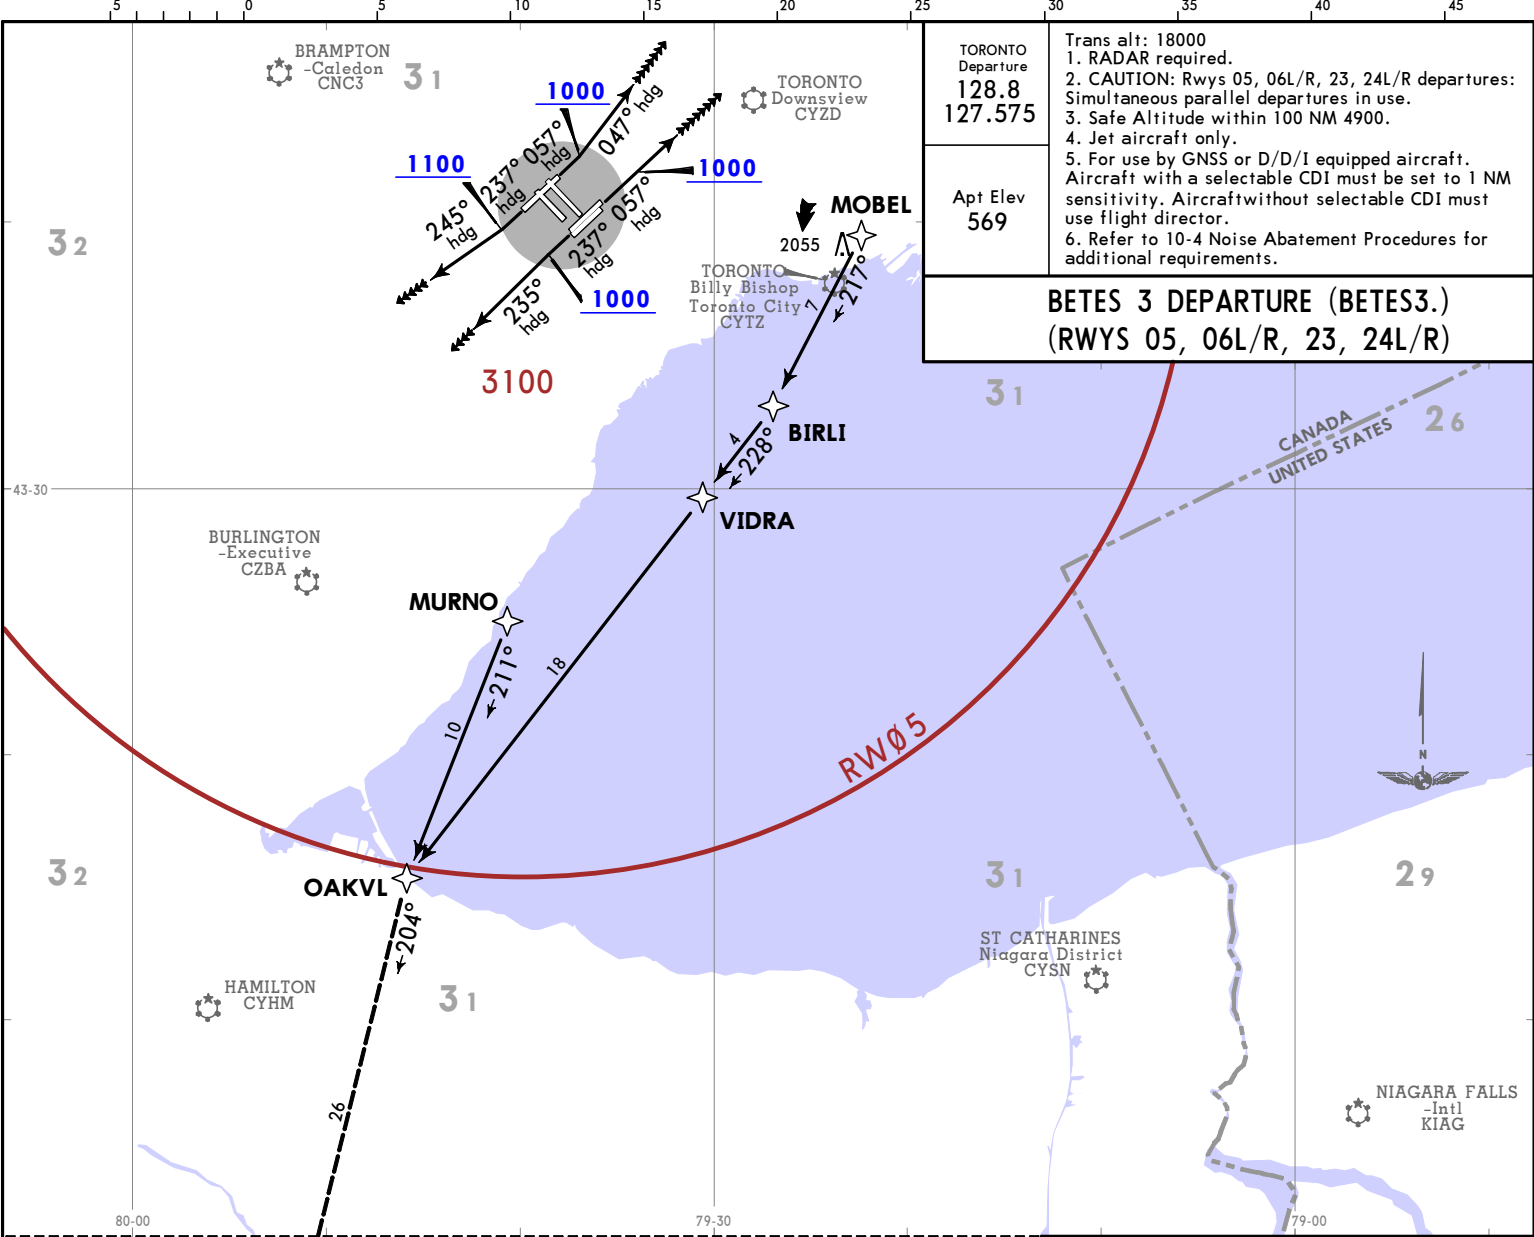 5 0 5 10 15 20 25 30 35 40 45
BRAMPTON
-Caledon
CNC3
31
1000
047°
hdg
TORONTO
Downsview
CYZD
057°
hdg
1100
237°
hdg
1000
057°
hdg
245°
hdg
237°
hdg
1000
235°
hdg
32
3100
MOBEL
2055
217°
7
TORONTO
Billy Bishop
Toronto City
CYTZ
TORONTO
Departure
128.8
127.575
Apt Elev
569
Trans alt: 18000
1. RADAR required.
2. CAUTION: Rwys 05, 06L/R, 23, 24L/R departures:
Simultaneous parallel departures in use.
3. Safe Altitude within 100 NM 4900.
4. Jet aircraft only.
5. For use by GNSS or D/D/I equipped aircraft.
Aircraft with a selectable CDI must be set to 1 NM
sensitivity. Aircraftwithout selectable CDI must
use flight director.
6. Refer to 10-4 Noise Abatement Procedures for
additional requirements.
BETES 3 DEPARTURE (BETES3.)
(RWYS 05, 06L/R, 23, 24L/R)
31
26
CANADA
UNITED STATES
BIRLI
4
228°
43-30
VIDRA
BURLINGTON
-Executive
CZBA
MURNO
211°
18
10
RWØ5
N
32
OAKVL
31
29
204°
ST CATHARINES
Niagara District
CYSN
HAMILTON
CYHM
31
26
NIAGARA FALLS
-Intl
KIAG
80-00
79-30
79-00